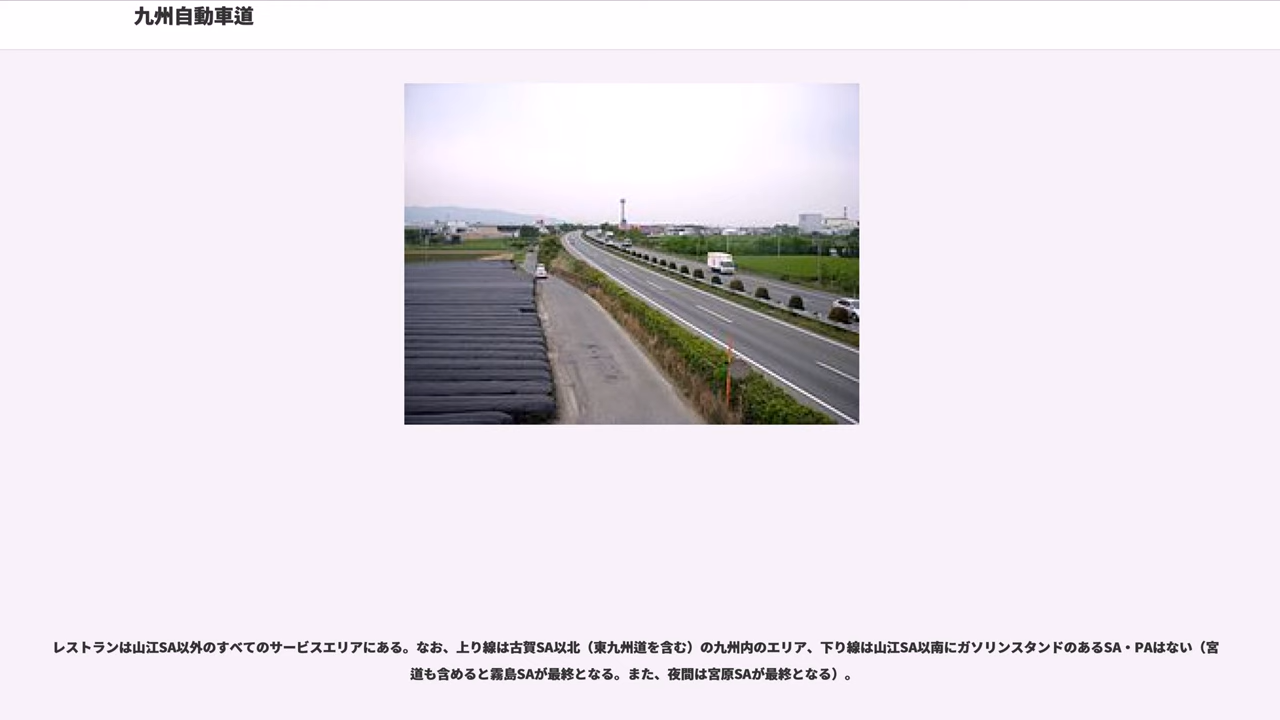 九州自動車道
レストランは山江SA以外のすべてのサービスエリアにある。なお、上り線は古賀SA以北（東九州道を含む）の九州内のエリア、下り線は山江SA以南にガソリンスタンドのあるSA・PAはない（宮
道も含めると霧島SAが最終となる。また、夜間は宮原SAが最終となる）。